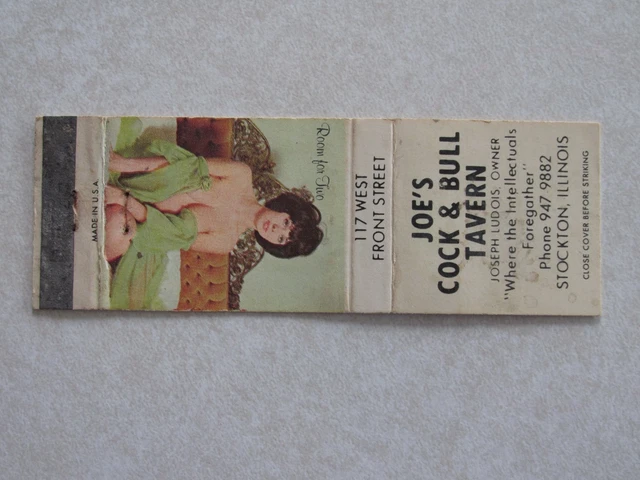 JOE'S
COCK & BULL
TAVERN
JOSEPH LUDOIS, OWNER
"Where the Intellectuals
Foregather"
Phone 947 9882
STOCKTON, ILLINOIS
CLOSE COVER BEFORE STRIKING
117 WEST
FRONT STREET
Room for Two
MADE IN U.S.A.